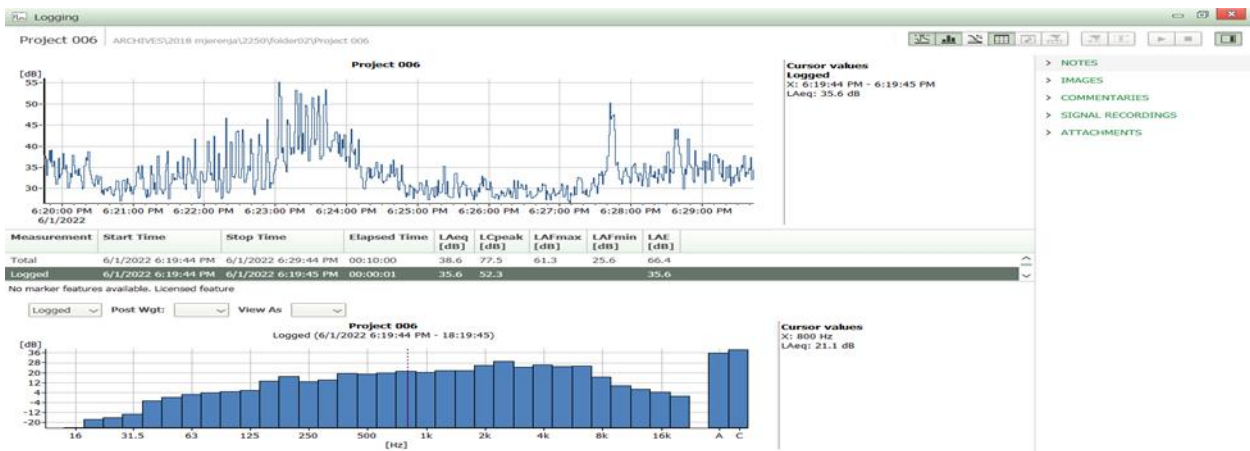 Logging
Project 006 ARCHIVES\2018 mjerenja\2250\folder02\Project 006
Project 006
[dB]
55
50
45
40
35
30
6:20:00 PM 6:21:00 PM 6:22:00 PM 6:23:00 PM 6:24:00 PM 6:25:00 PM 6:26:00 PM 6:27:00 PM 6:28:00 PM 6:29:00 PM
6/1/2022
Cursor values
Logged
X: 6:19:44 PM - 6:19:45 PM
LAeq: 35.6 dB
> NOTES
> IMAGES
> COMMENTARIES
> SIGNAL RECORDINGS
> ATTACHMENTS
Measurement Start Time Stop Time Elapsed Time LAeq [dB] LCpeak [dB] LAFmax [dB] LAFmin [dB] LAE [dB]
Total 6/1/2022 6:19:44 PM 6/1/2022 6:29:44 PM 00:10:00 38.6 77.5 61.3 25.6 66.4
Logged 6/1/2022 6:19:44 PM 6/1/2022 6:19:45 PM 00:00:01 35.6 52.3 35.6
No marker features available. Licensed feature
Logged Post Wgt: View As
Project 006
Logged (6/1/2022 6:19:44 PM - 18:19:45)
[dB]
36
28
20
12
4
-4
-12
-20
16 31.5 63 125 250 500 1k 2k 4k 8k 16k A C
[Hz]
Cursor values
X: 800 Hz
LAeq: 21.1 dB